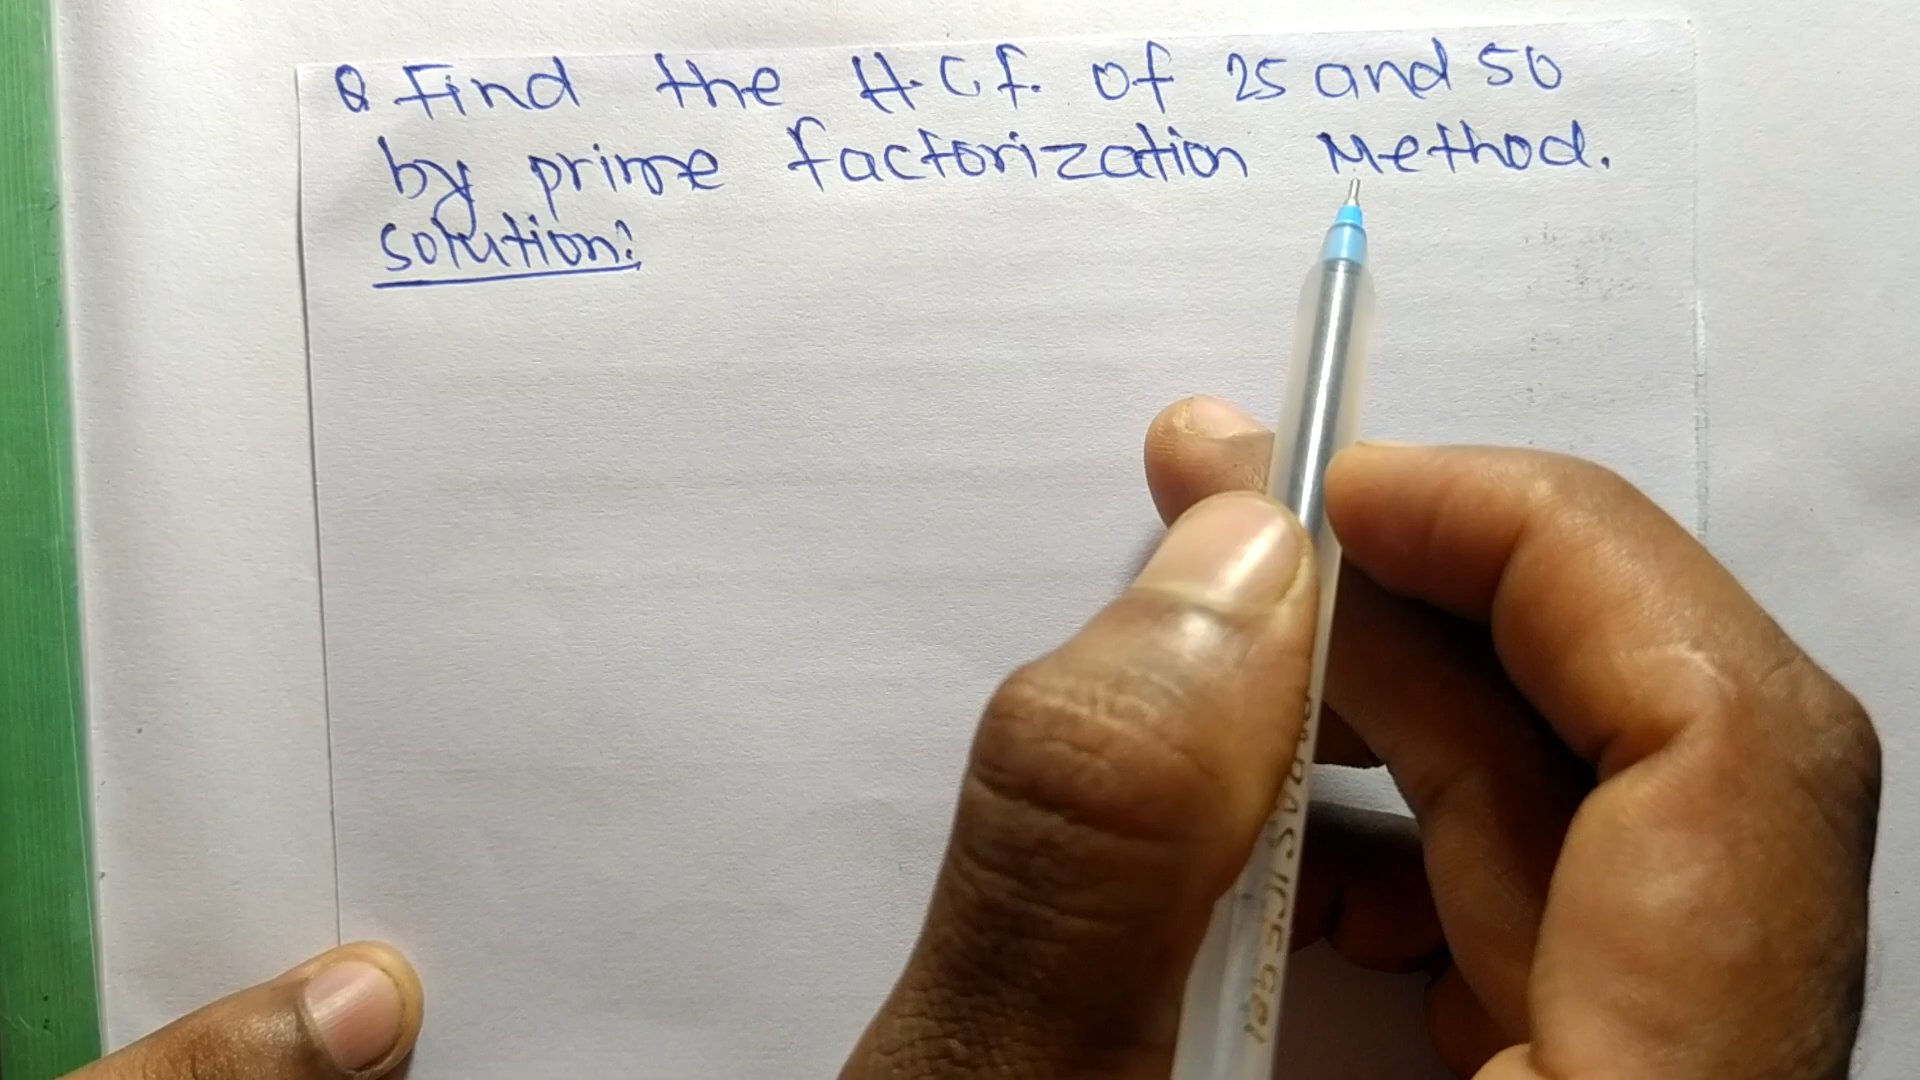 Q Find the H.C.f. of 25 and 50
by prime factorization Method.
solution: